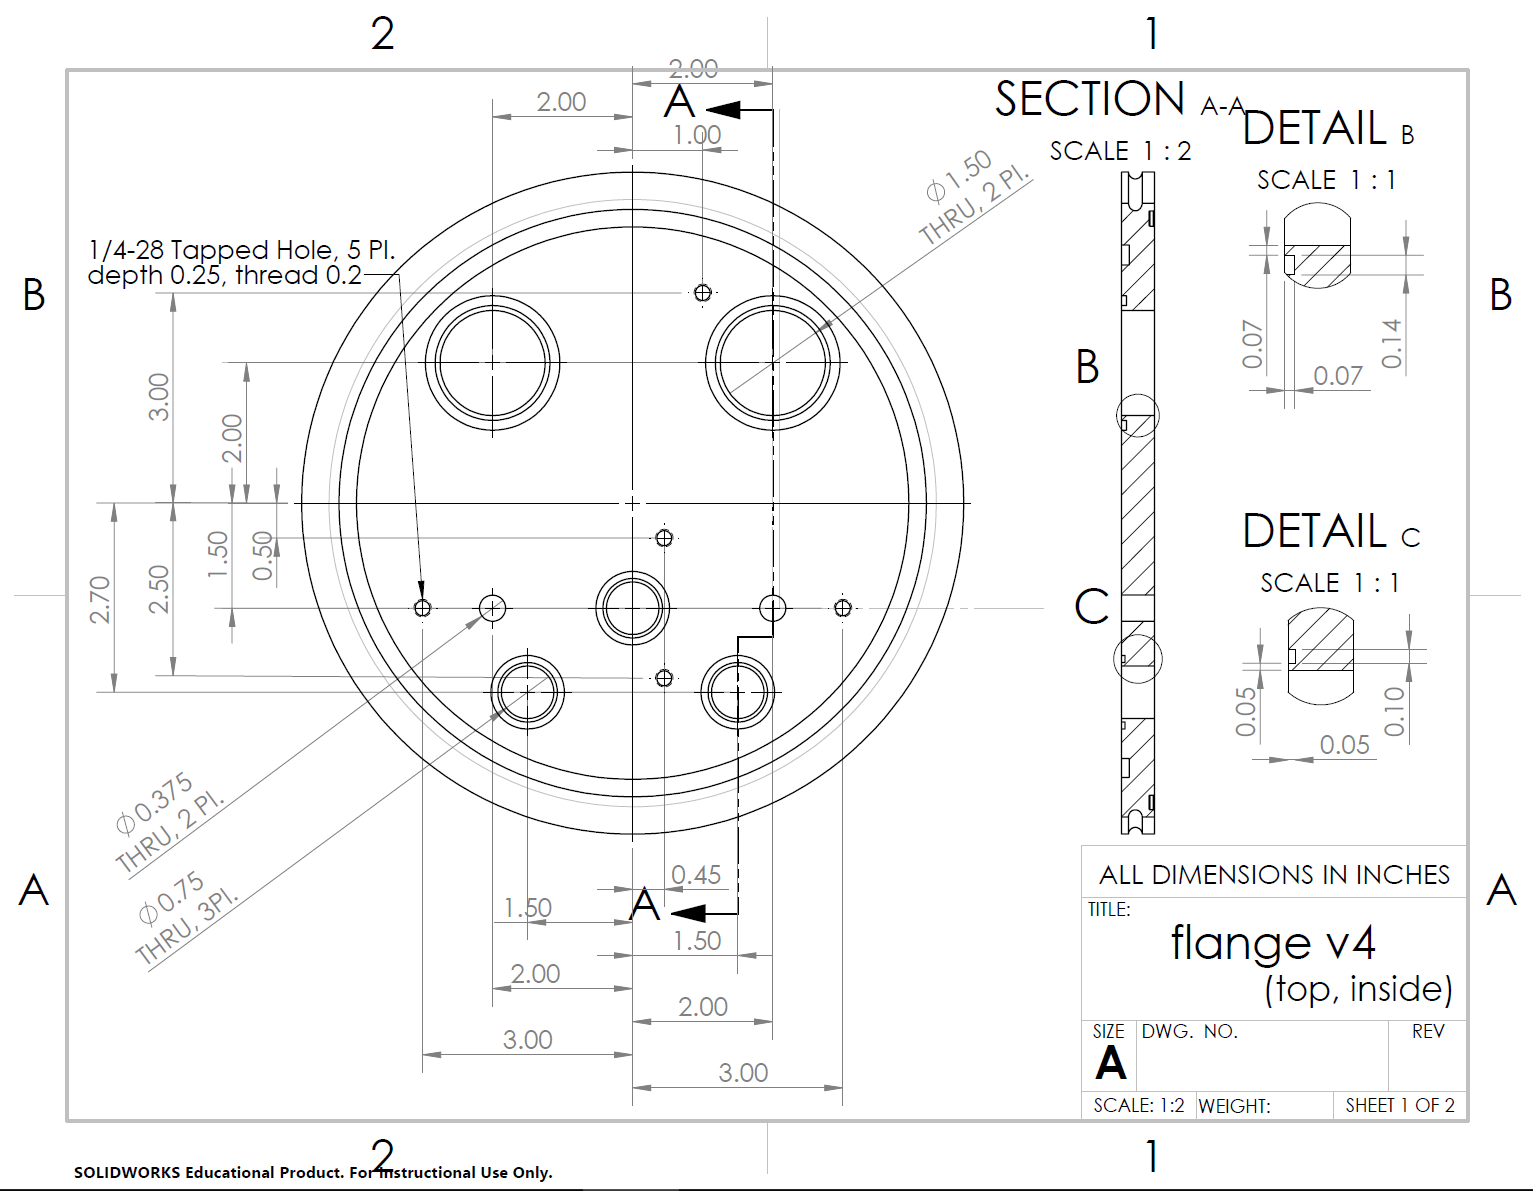 2
1
2.00
2.00
A
1.00
SECTION A-A
SCALE 1 : 2
DETAIL B
SCALE 1 : 1
⌀1.50
THRU, 2 Pl.
1/4-28 Tapped Hole, 5 Pl.
depth 0.25, thread 0.2
B
B
0.07
0.14
0.07
B
3.00
2.00
1.50
0.50
2.50
2.70
DETAIL C
SCALE 1 : 1
C
0.05
0.10
0.05
⌀0.375
THRU, 2 Pl.
⌀0.75
THRU, 3Pl.
A
A
0.45
A
1.50
1.50
2.00
2.00
3.00
3.00
ALL DIMENSIONS IN INCHES
TITLE:
flange v4
(top, inside)
SIZE
DWG. NO.
REV
A
SCALE: 1:2
WEIGHT:
SHEET 1 OF 2
2
1
SOLIDWORKS Educational Product. For Instructional Use Only.